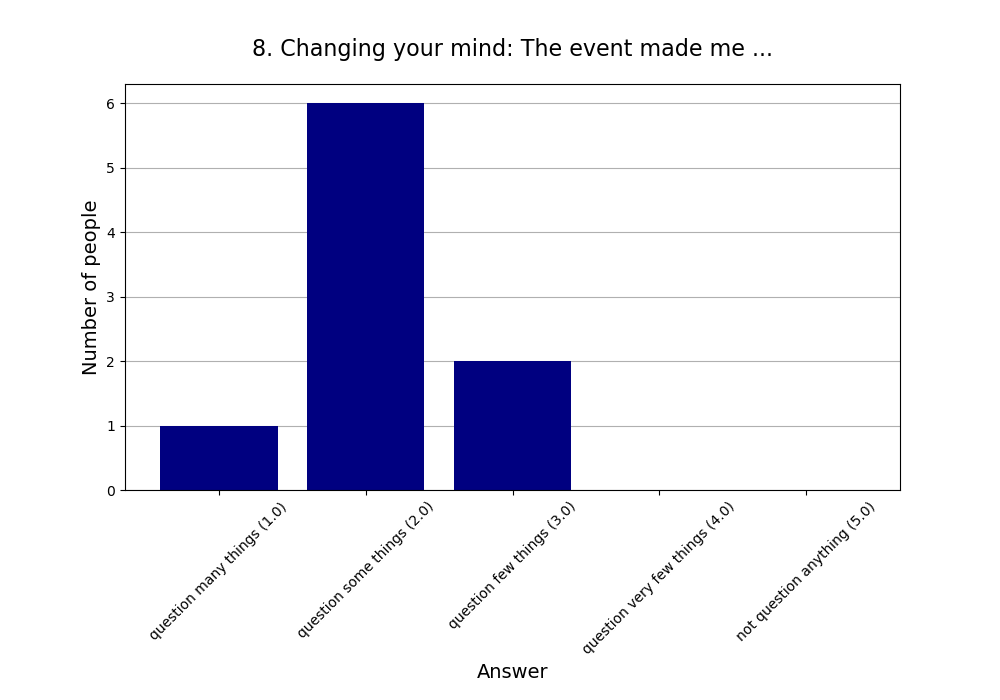 8. Changing your mind: The event made me ...
Number of people
6
5
4
3
2
1
0
question many things (1.0)
question some things (2.0)
question few things (3.0)
question very few things (4.0)
not question anything (5.0)
Answer